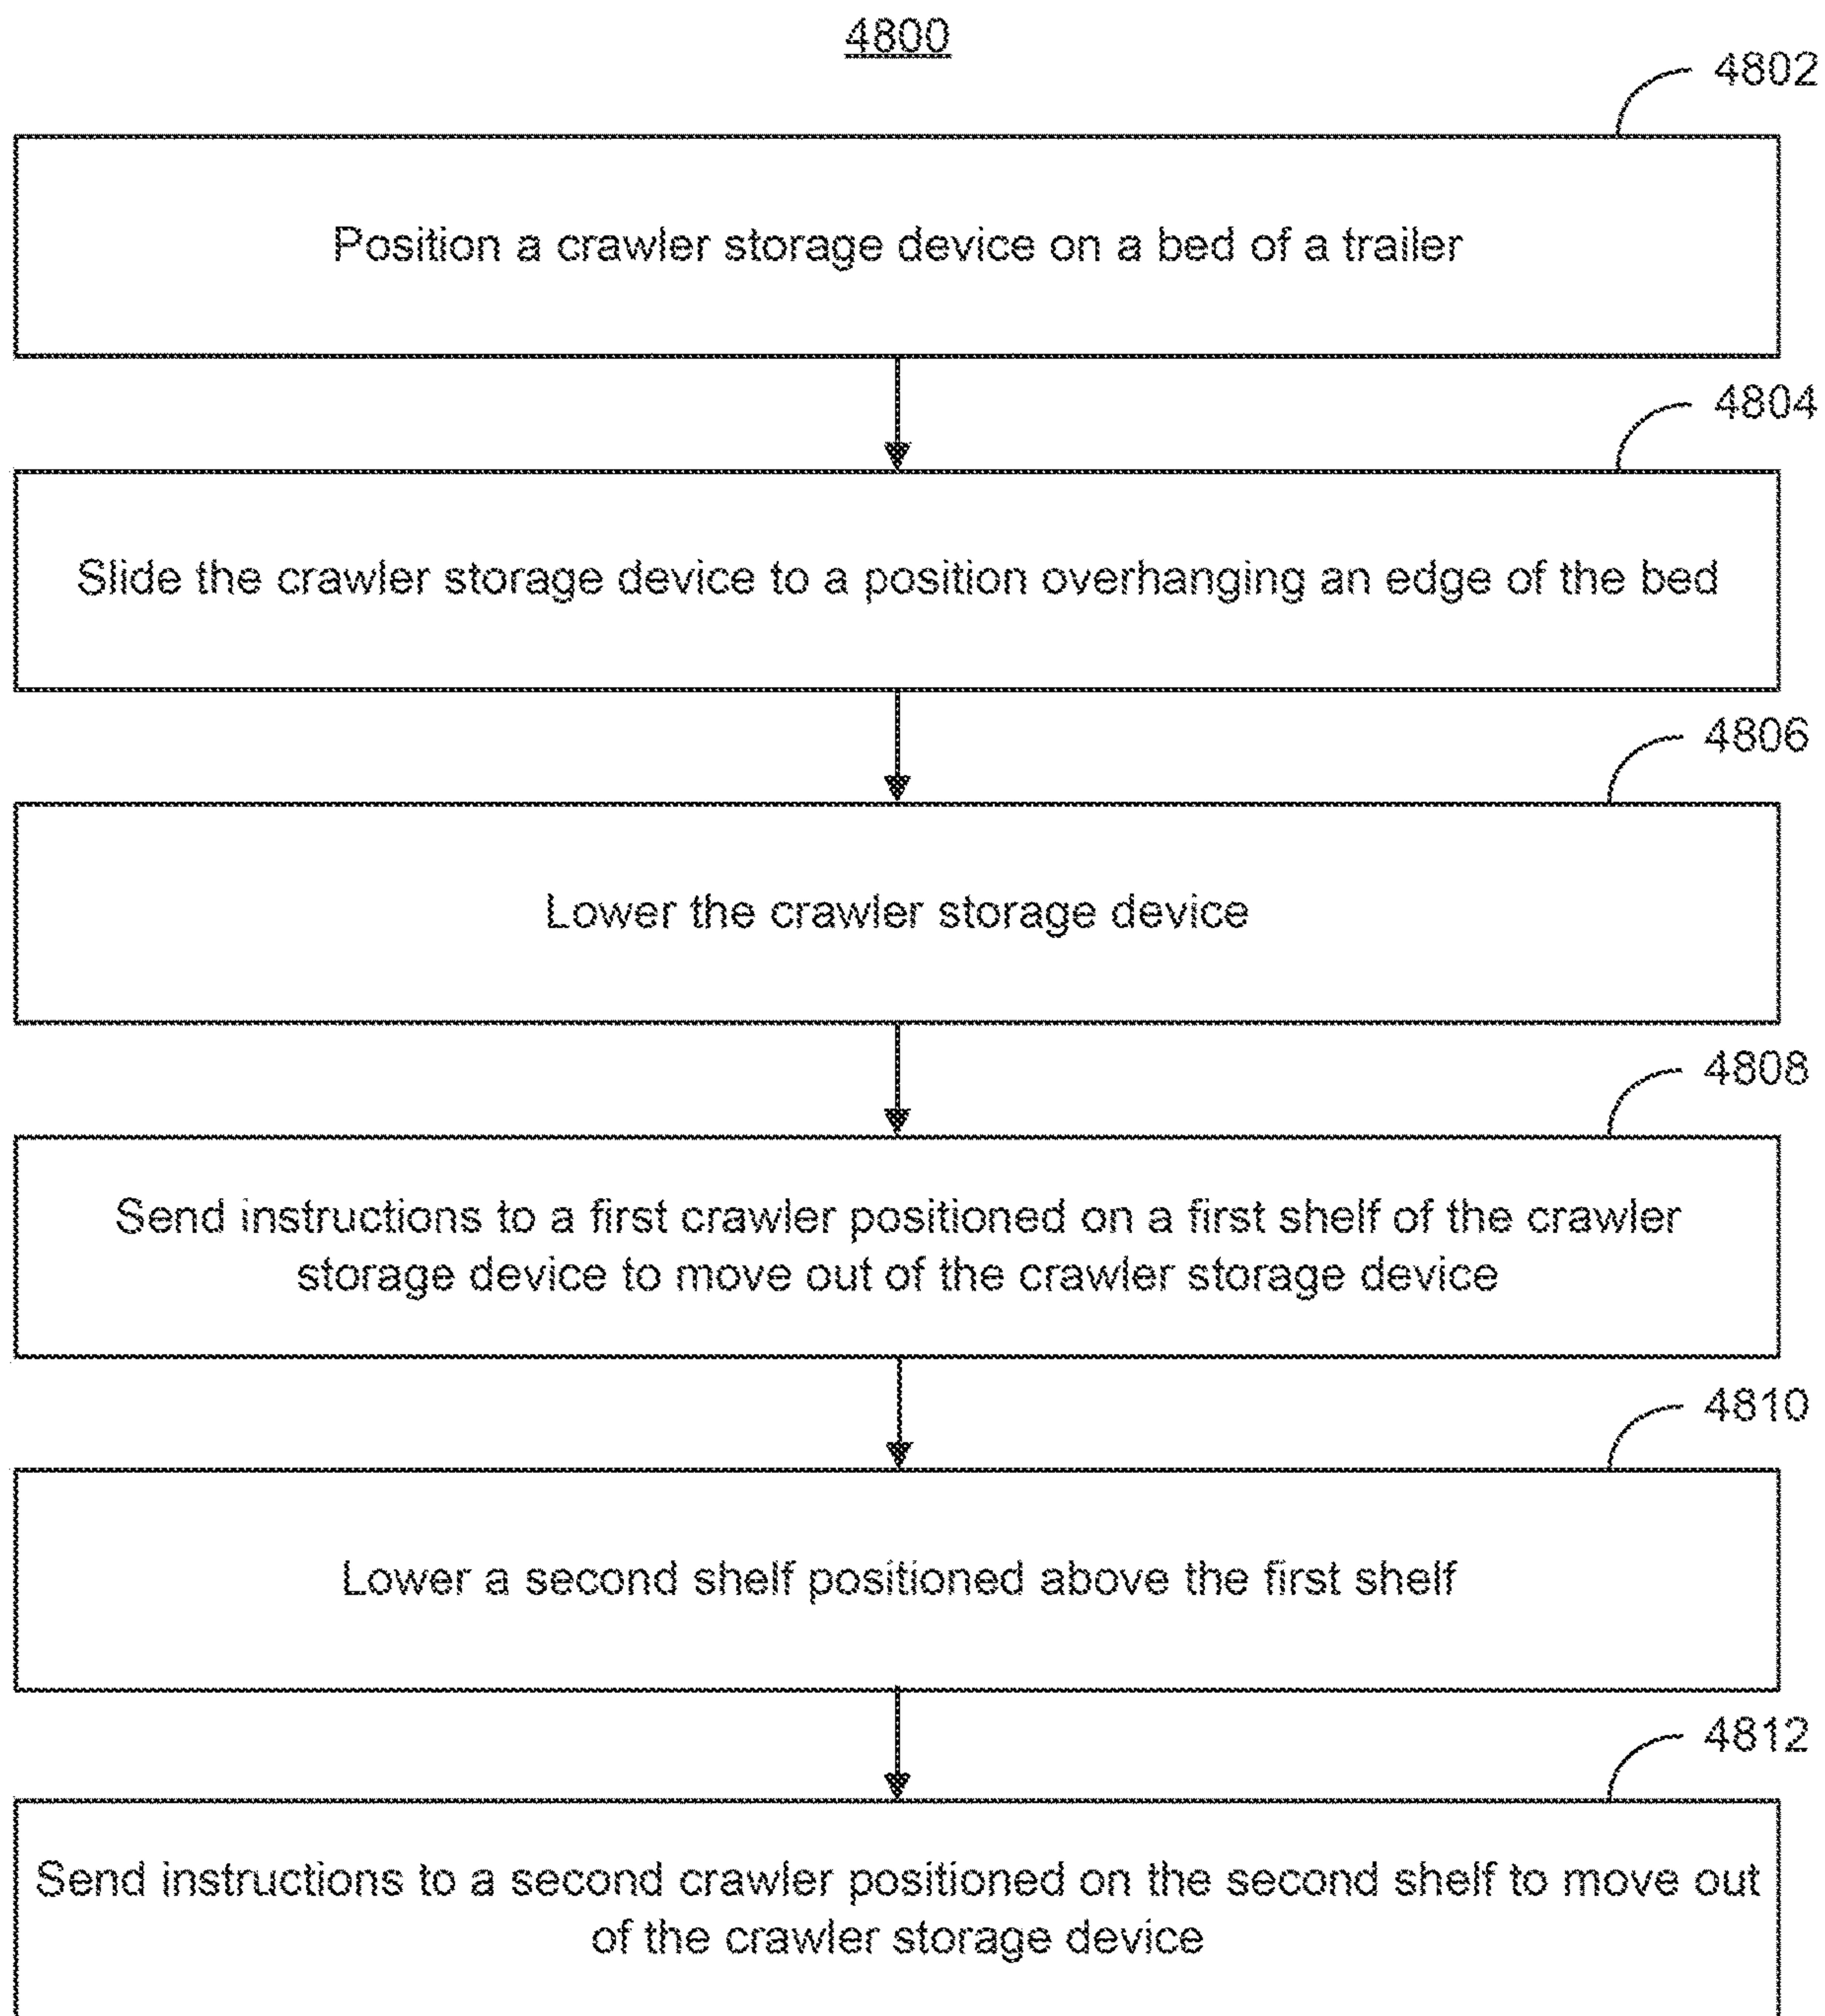 4800
4802
Position a crawler storage device on a bed of a trailer
4804
Slide the crawler storage device to a position overhanging an edge of the bed
4806
Lower the crawler storage device
4808
Send instructions to a first crawler positioned on a first shelf of the crawler
storage device to move out of the crawler storage device
4810
Lower a second shelf positioned above the first shelf
4812
Send instructions to a second crawler positioned on the second shelf to move out
of the crawler storage device